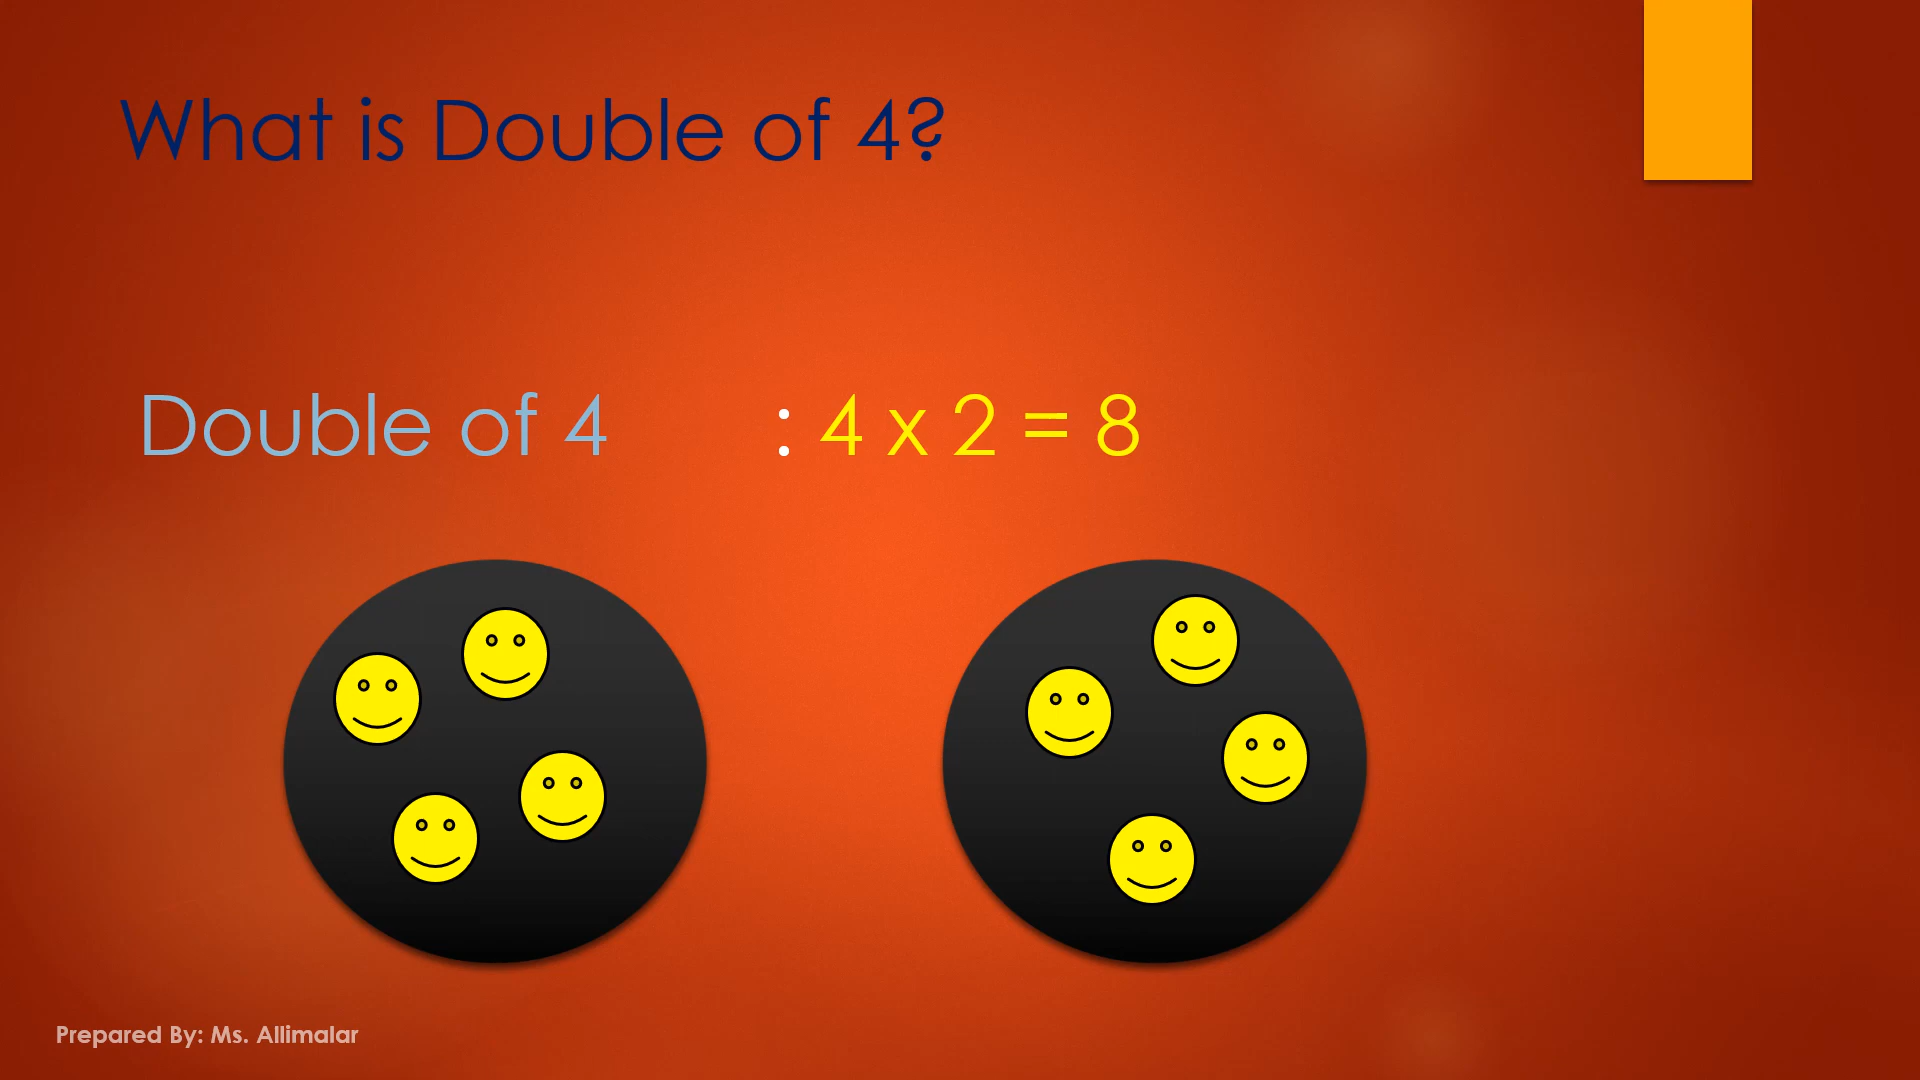 What is Double of 4?
Double of 4 : 4 x 2 = 8
Prepared By: Ms. Allimalar